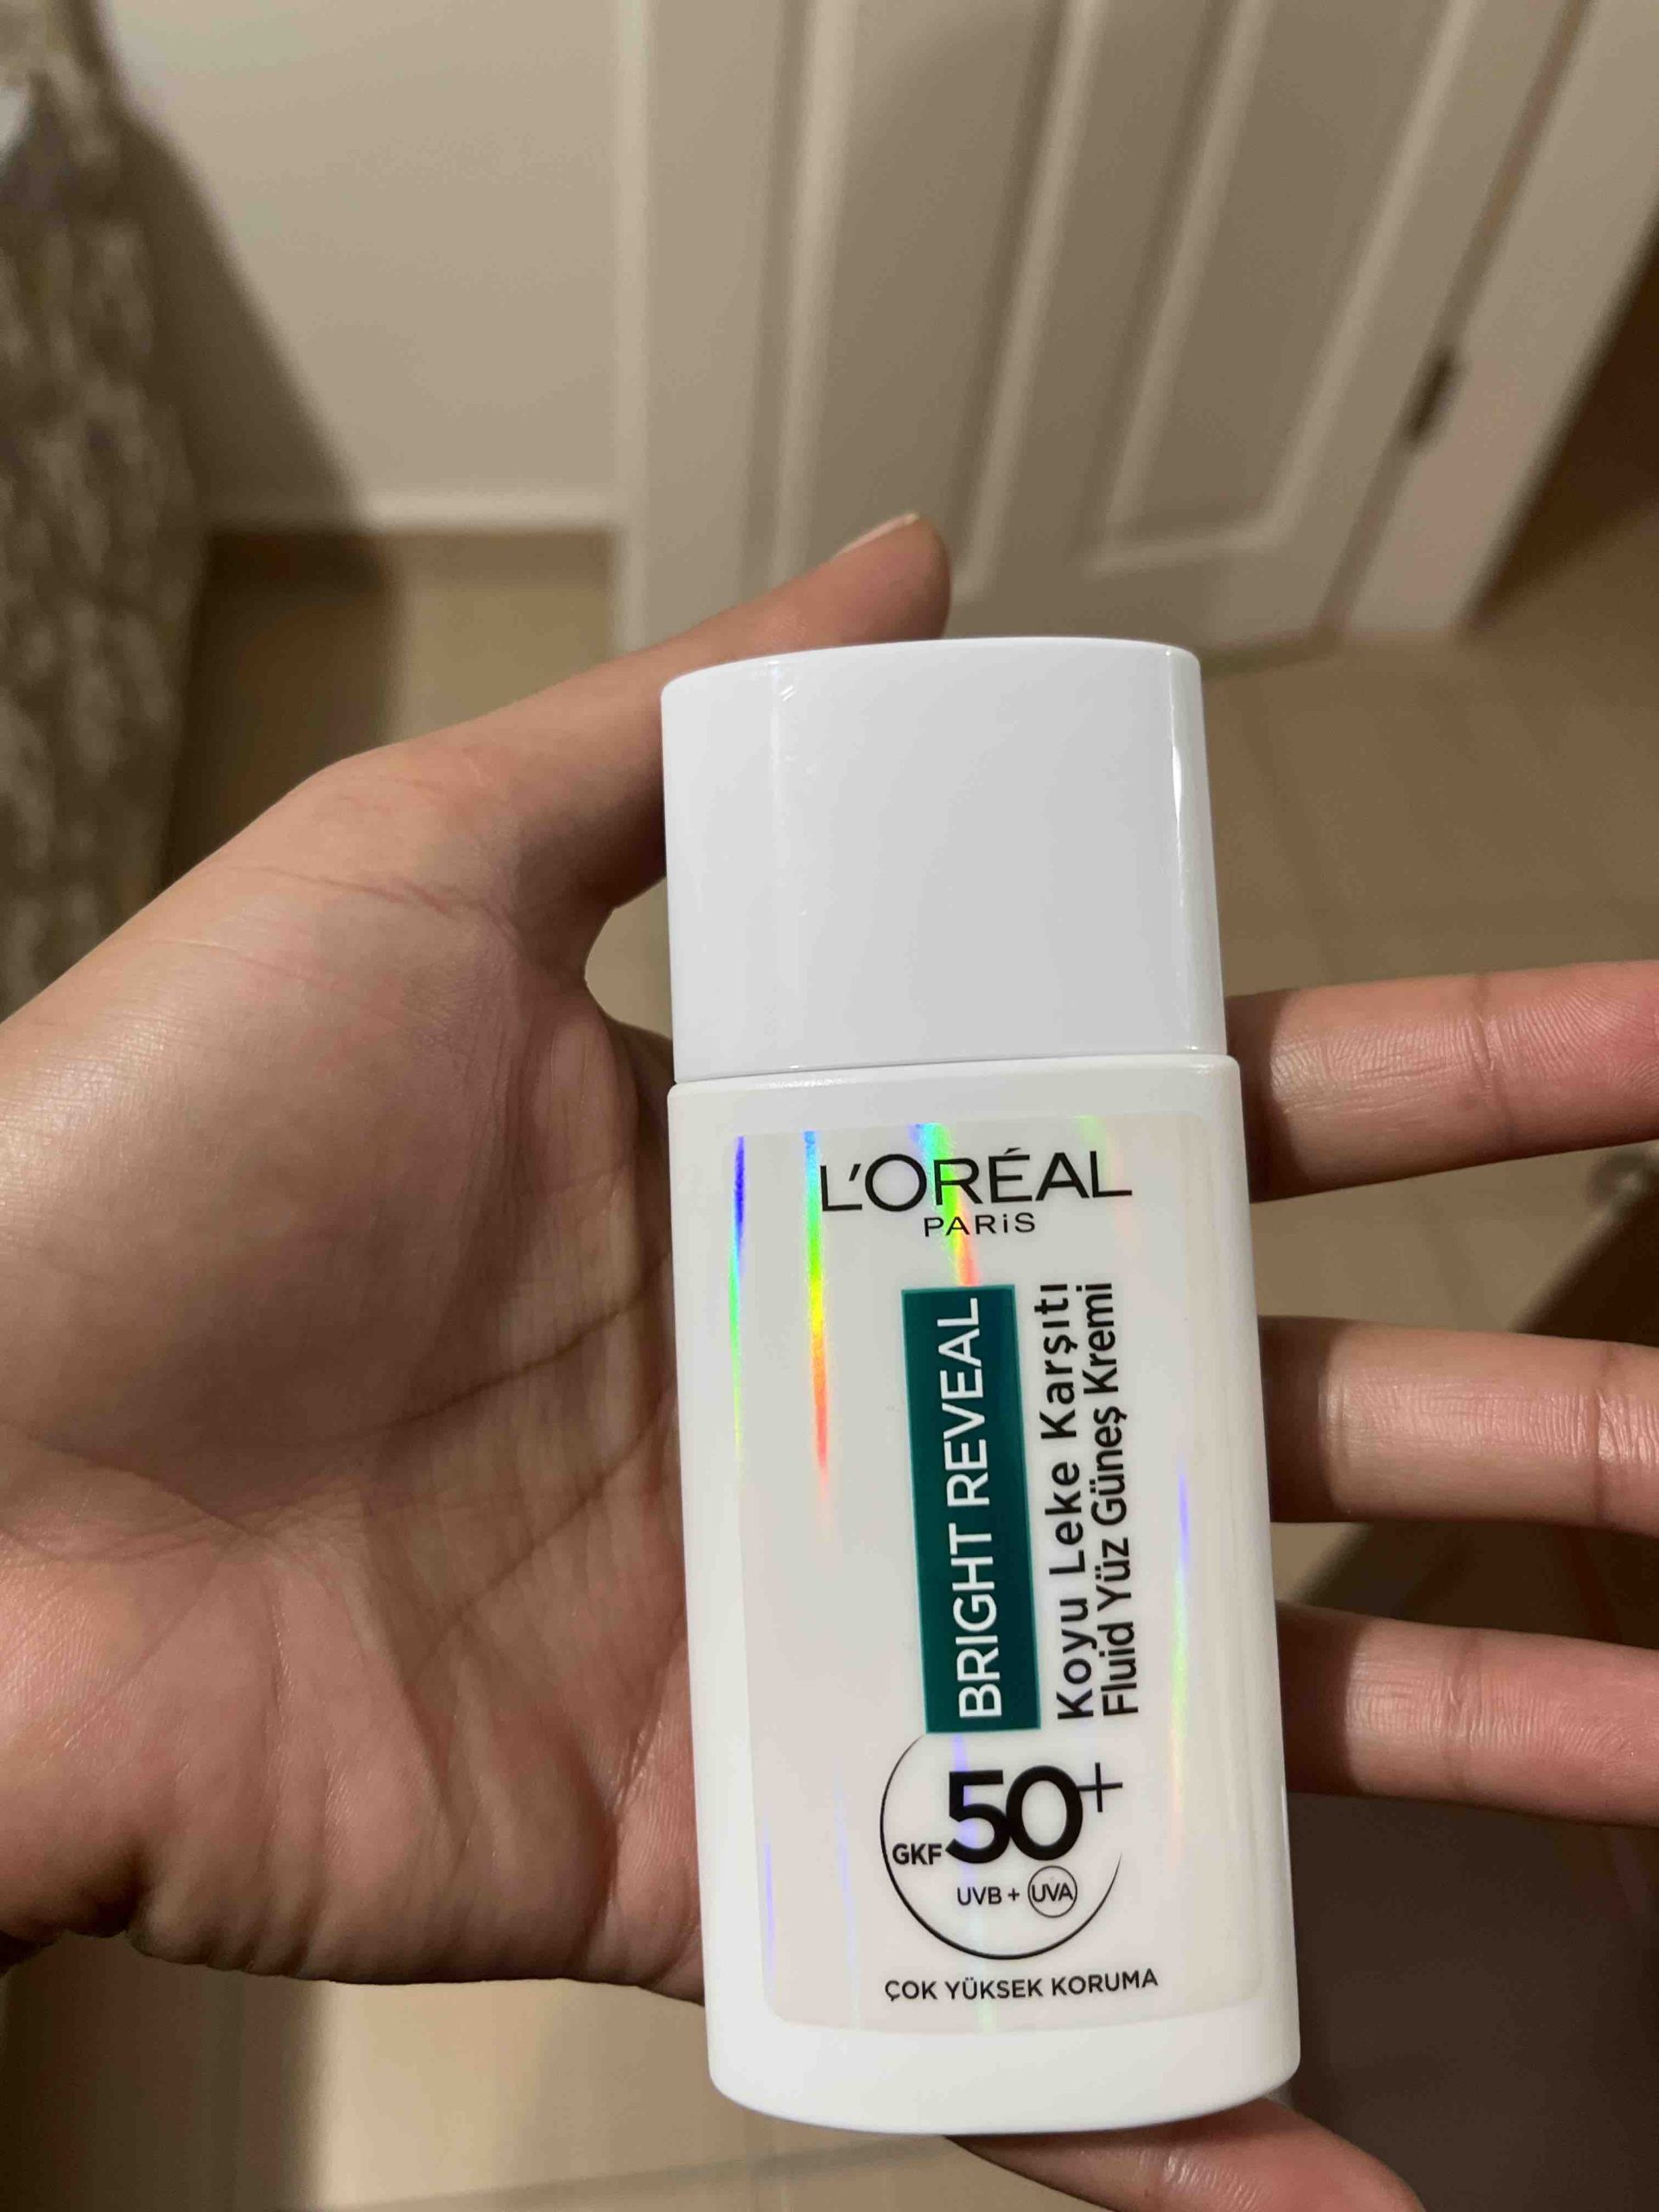 L'ORÉAL
PARiS
BRIGHT REVEAL
Koyu Leke Karşıtı
Fluid Yüz Güneş Kremi
GKF 50+
UVB + UVA
ÇOK YÜKSEK KORUMA